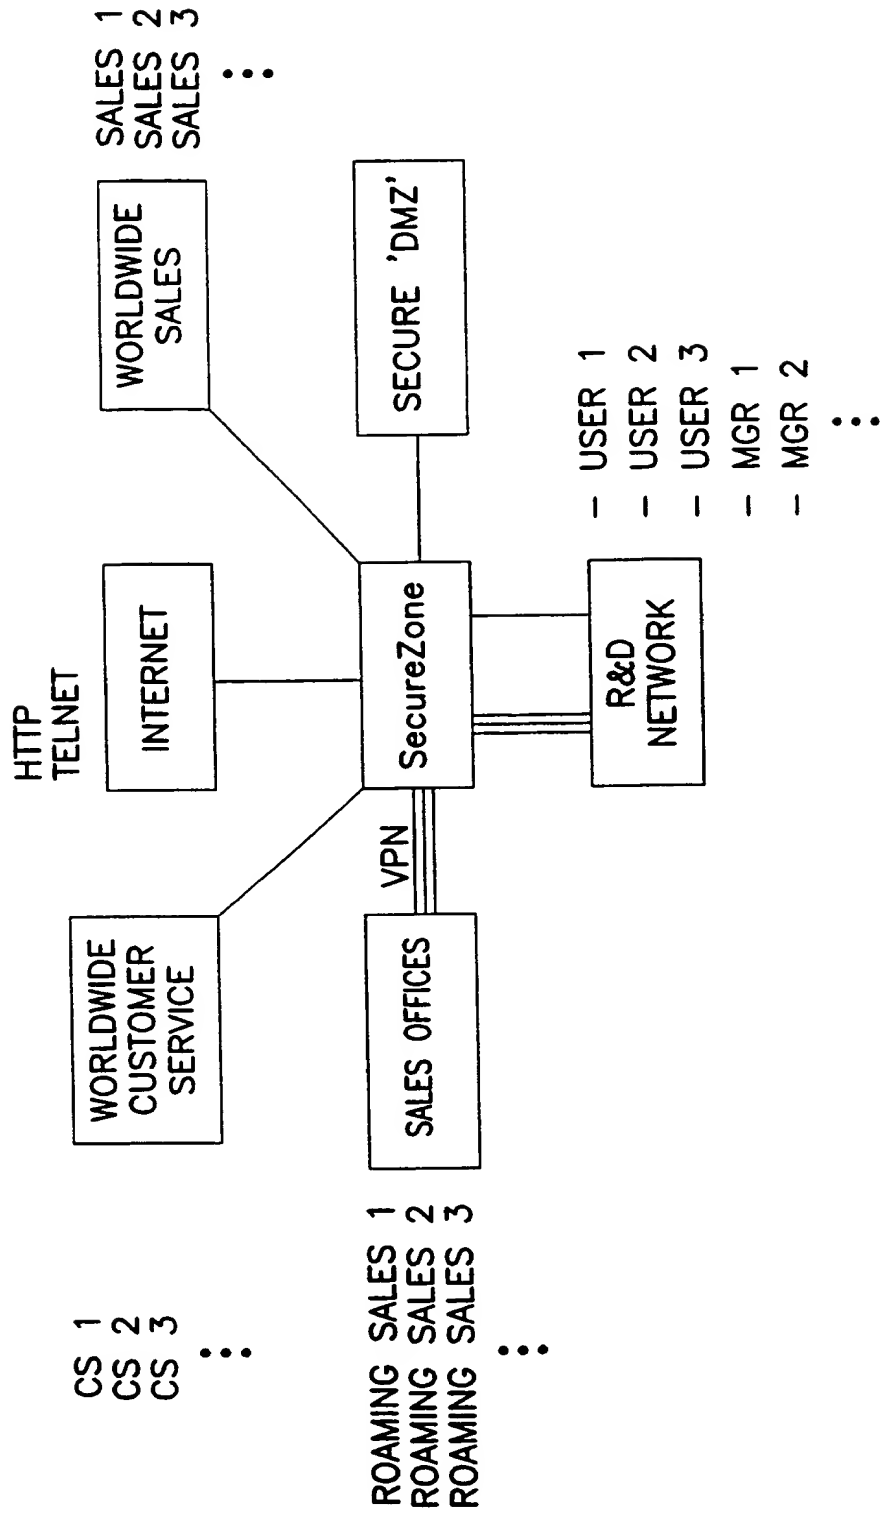 HTTP
TELNET
CS 1
CS 2
CS 3
WORLDWIDE
CUSTOMER
SERVICE
INTERNET
WORLDWIDE
SALES
SALES 1
SALES 2
SALES 3
ROAMING SALES 1
ROAMING SALES 2
ROAMING SALES 3
SALES OFFICES
VPN
SecureZone
SECURE 'DMZ'
R&D
NETWORK
– USER 1
– USER 2
– USER 3
– MGR 1
– MGR 2